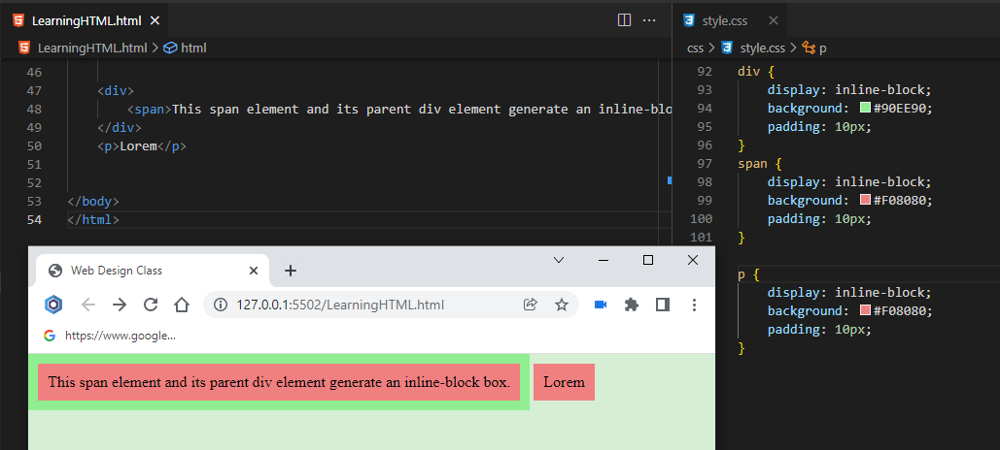 LearningHTML.html
style.css
LearningHTML.html > html
css > style.css > p
46
47 <div>
48 <span>This span element and its parent div element generate an inline-blo
49 </div>
50 <p>Lorem</p>
51
52
53 </body>
54 </html>
92 div {
93 display: inline-block;
94 background: #90EE90;
95 padding: 10px;
96 }
97 span {
98 display: inline-block;
99 background: #F08080;
100 padding: 10px;
101 }
p {
display: inline-block;
background: #F08080;
padding: 10px;
}
Web Design Class
127.0.0.1:5502/LearningHTML.html
https://www.google...
This span element and its parent div element generate an inline-block box. Lorem